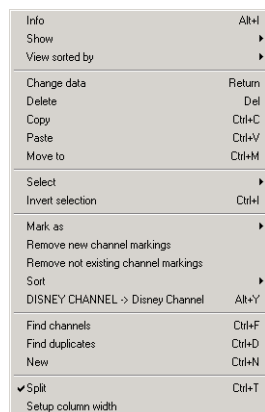 Info Alt+I
Show
View sorted by
Change data Return
Delete Del
Copy Ctrl+C
Paste Ctrl+V
Move to Ctrl+M
Select
Invert selection Ctrl+I
Mark as
Remove new channel markings
Remove not existing channel markings
Sort
DISNEY CHANNEL -> Disney Channel Alt+Y
Find channels Ctrl+F
Find duplicates Ctrl+D
New Ctrl+N
Split Ctrl+T
Setup column width